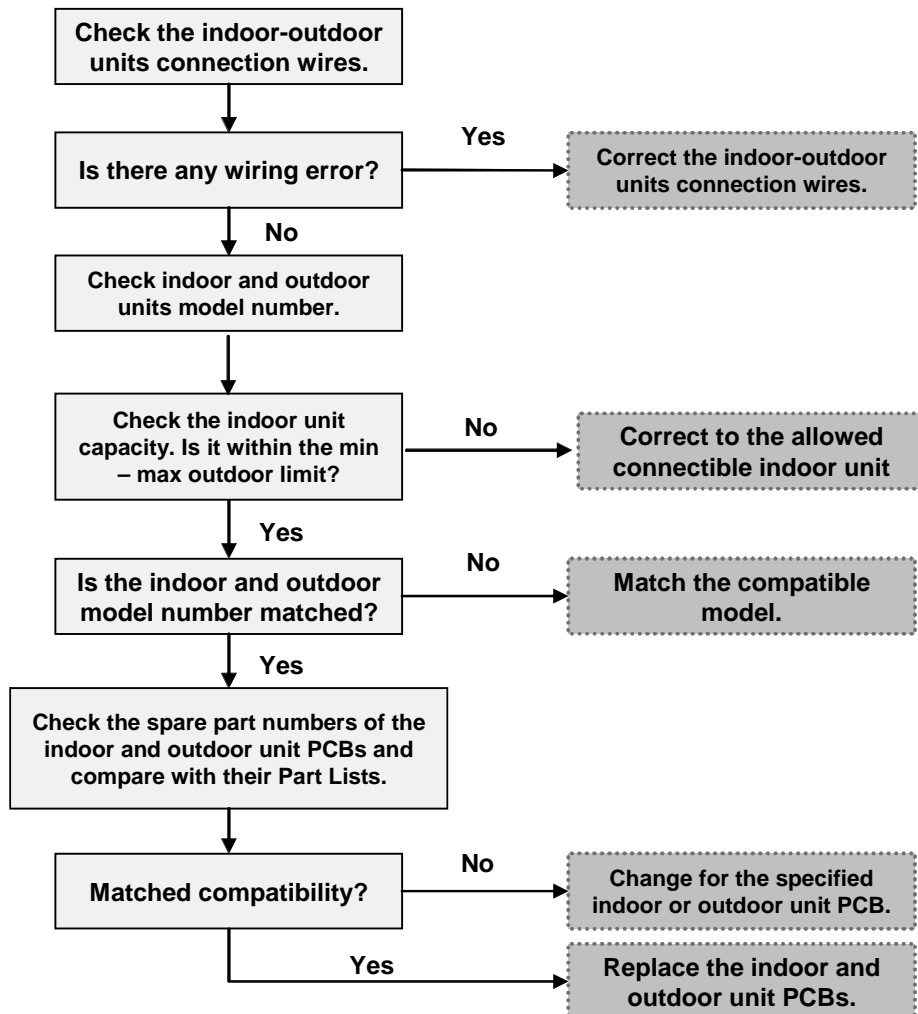 Check the indoor-outdoor
units connection wires.
Yes
Is there any wiring error?
Correct the indoor-outdoor
units connection wires.
No
Check indoor and outdoor
units model number.
Check the indoor unit
capacity. Is it within the min
– max outdoor limit?
No
Correct to the allowed
connectible indoor unit
Yes
Is the indoor and outdoor
model number matched?
No
Match the compatible
model.
Yes
Check the spare part numbers of the
indoor and outdoor unit PCBs and
compare with their Part Lists.
Matched compatibility?
No
Change for the specified
indoor or outdoor unit PCB.
Yes
Replace the indoor and
outdoor unit PCBs.